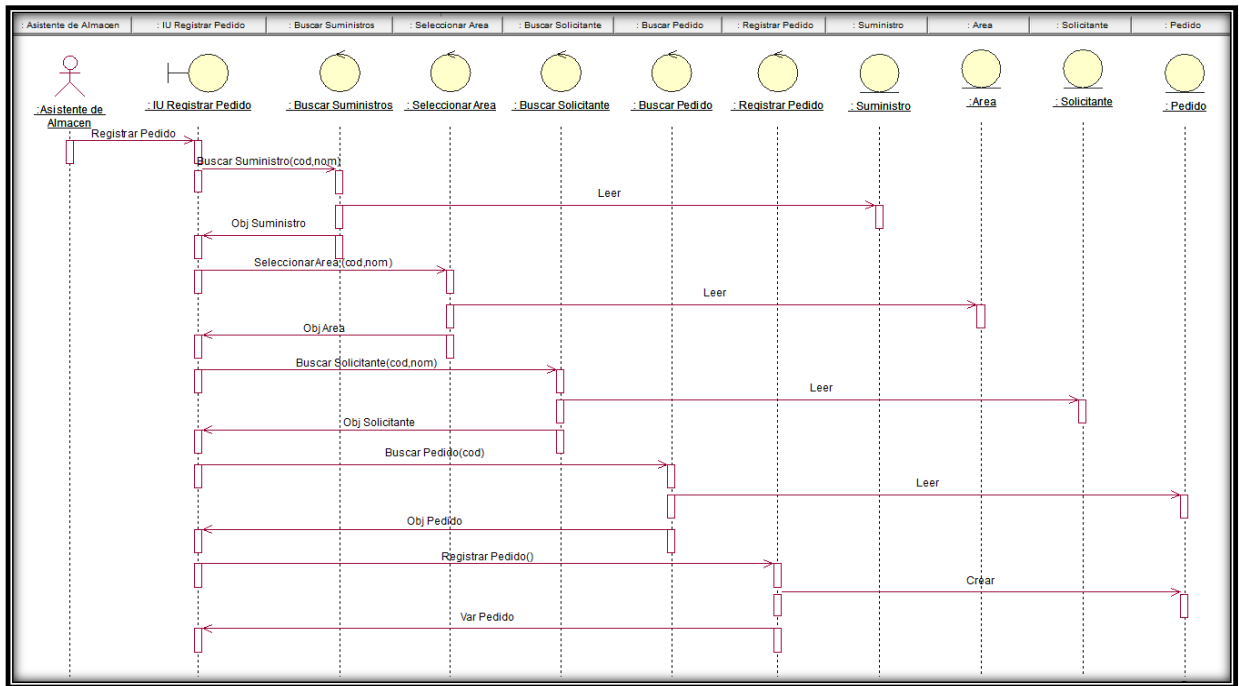 : Asistente de Almacen
: IU Registrar Pedido
: Buscar Suministros
: Seleccionar Area
: Buscar Solicitante
: Buscar Pedido
: Registrar Pedido
: Suministro
: Area
: Solicitante
: Pedido
:Asistente de
Almacen
: IU Registrar Pedido
: Buscar Suministros
: Seleccionar Area
: Buscar Solicitante
: Buscar Pedido
: Registrar Pedido
: Suministro
:Area
: Solicitante
: Pedido
Registrar Pedido
Buscar Suministro(cod,nom)
Leer
Obj Suministro
SeleccionarArea (cod,nom)
Leer
Obj Area
Buscar Solicitante(cod,nom)
Leer
Obj Solicitante
Buscar Pedido(cod)
Leer
Obj Pedido
Registrar Pedido()
Crear
Var Pedido